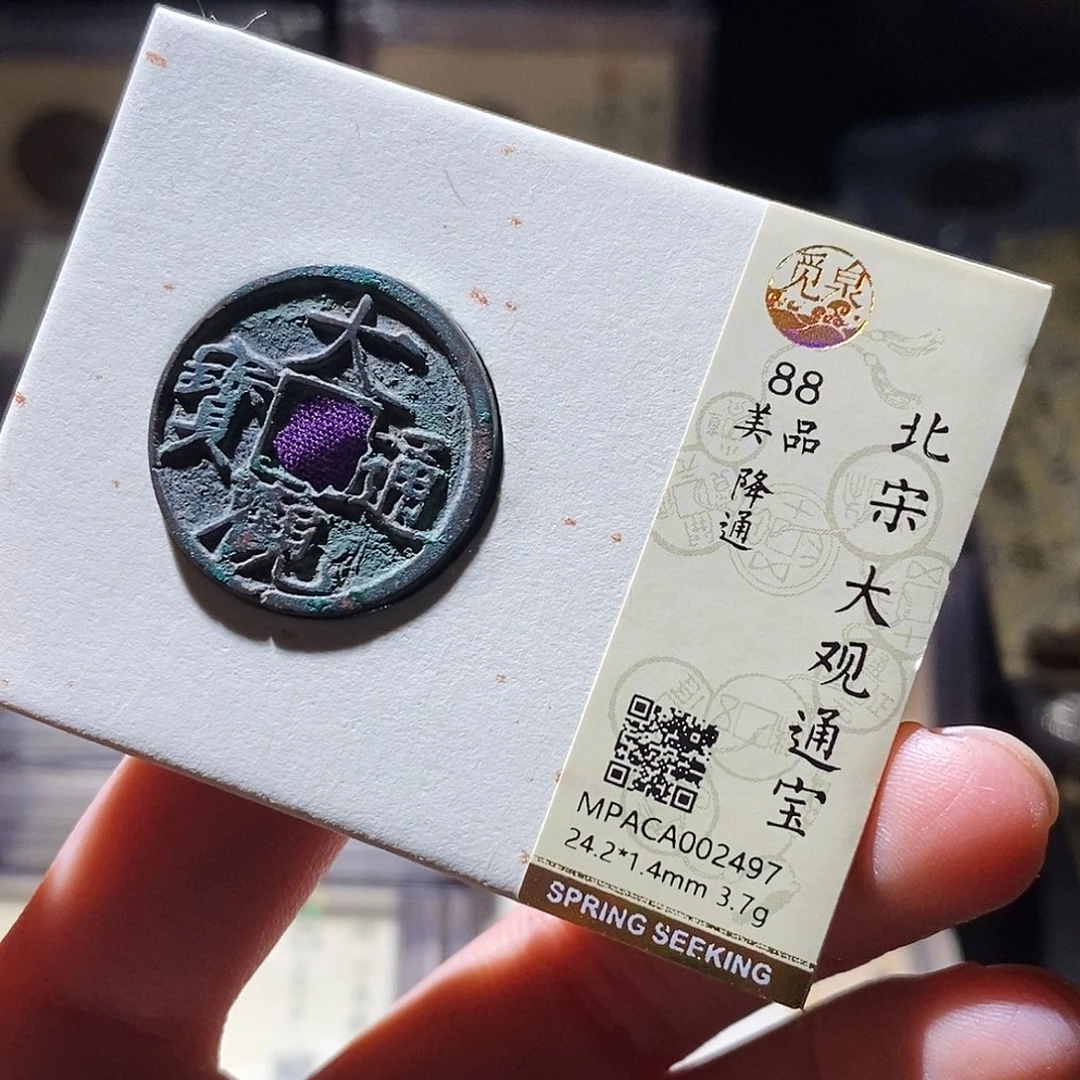 大觀通寶
觅泉
88
美品
降通
北宋大观通宝
MPACA002497
24.2*1.4mm 3.7g
SPRING SEEKING